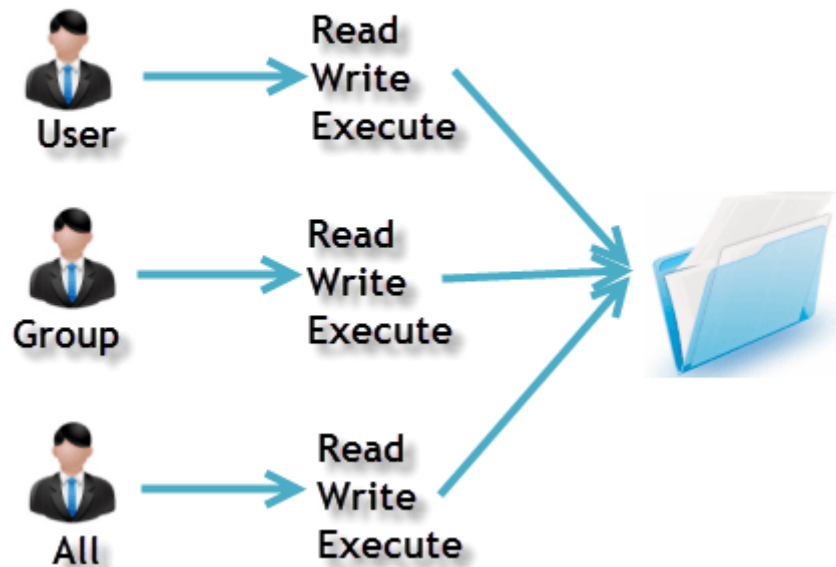 Read
Write
Execute
User
Read
Write
Execute
Group
Read
Write
Execute
All